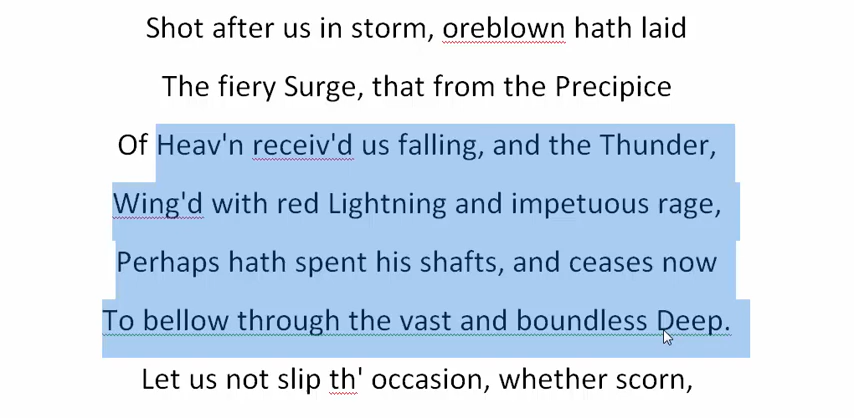 Shot after us in storm, oreblown hath laid
The fiery Surge, that from the Precipice
Of Heav'n receiv'd us falling, and the Thunder,
Wing'd with red Lightning and impetuous rage,
Perhaps hath spent his shafts, and ceases now
To bellow through the vast and boundless Deep.
Let us not slip th' occasion, whether scorn,